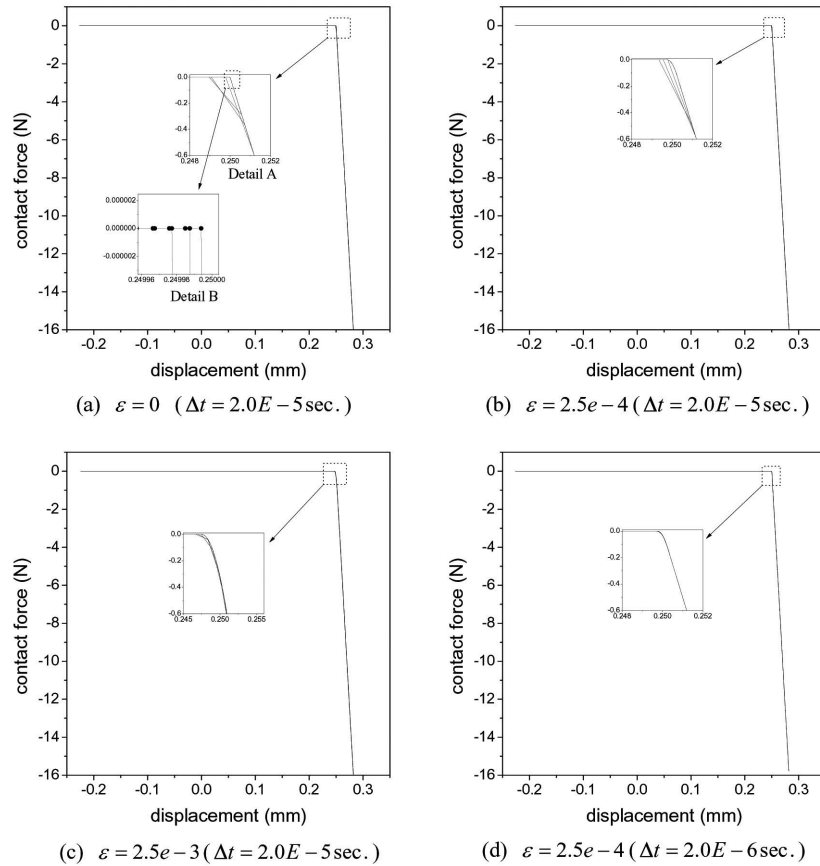 0
-2
-4
-6
-8
-10
-12
-14
-16
contact force (N)
0.0
-0.2
-0.4
-0.6
0.248 0.250 0.252
Detail A
0.000002
0.000000
-0.000002
0.24996 0.24998 0.25000
Detail B
-0.2 -0.1 0.0 0.1 0.2 0.3
displacement (mm)
(a) ε = 0 (Δt = 2.0E − 5 sec.)
0
-2
-4
-6
-8
-10
-12
-14
-16
contact force (N)
0.0
-0.2
-0.4
-0.6
0.248 0.250 0.252
-0.2 -0.1 0.0 0.1 0.2 0.3
displacement (mm)
(b) ε = 2.5e − 4 (Δt = 2.0E − 5 sec.)
0
-2
-4
-6
-8
-10
-12
-14
-16
contact force (N)
0.0
-0.2
-0.4
-0.6
0.245 0.250 0.255
-0.2 -0.1 0.0 0.1 0.2 0.3
displacement (mm)
(c) ε = 2.5e − 3 (Δt = 2.0E − 5 sec.)
0
-2
-4
-6
-8
-10
-12
-14
-16
contact force (N)
0.0
-0.2
-0.4
-0.6
0.248 0.250 0.252
-0.2 -0.1 0.0 0.1 0.2 0.3
displacement (mm)
(d) ε = 2.5e − 4 (Δt = 2.0E − 6 sec.)